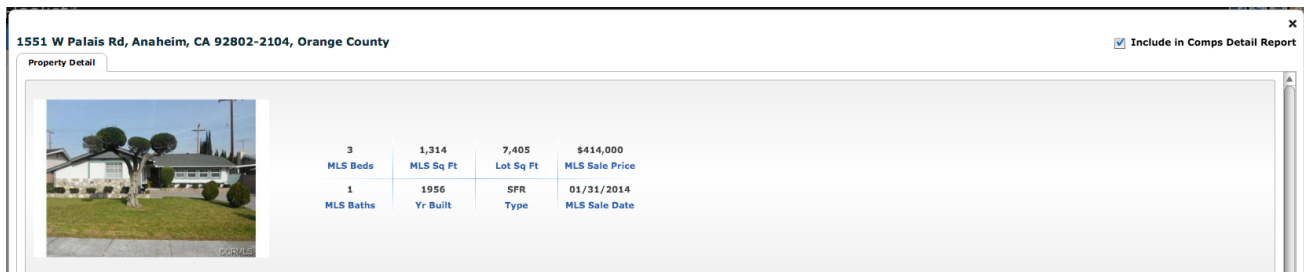 ×
1551 W Palais Rd, Anaheim, CA 92802-2104, Orange County
Include in Comps Detail Report
Property Detail
3 1,314 7,405 $414,000
MLS Beds MLS Sq Ft Lot Sq Ft MLS Sale Price
1 1956 SFR 01/31/2014
MLS Baths Yr Built Type MLS Sale Date